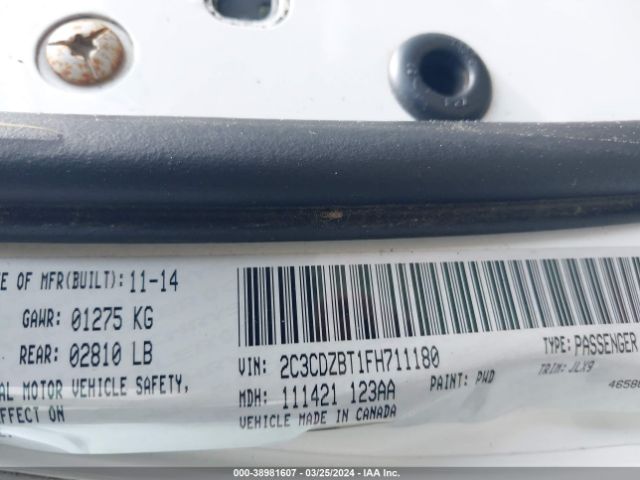 E OF MFR(BUILT): 11-14
GAWR: 01275 KG
REAR: 02810 LB
AL MOTOR VEHICLE SAFETY,
EFFECT ON
VIN: 2C3CDZBT1FH711180
TYPE: PASSENGER
MDH: 111421 123AA
PAINT: PWD
TRIM: JLX9
VEHICLE MADE IN CANADA
4658
000-38981607 - 03/25/2024 - IAA Inc.